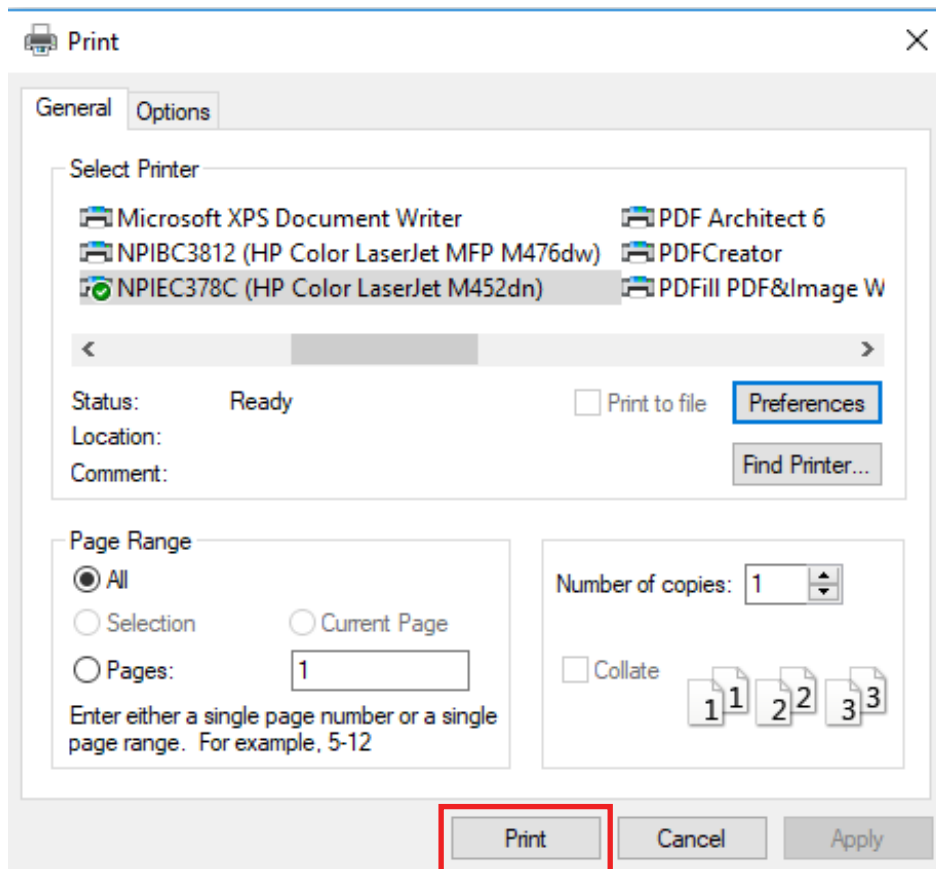 Print
General Options
Select Printer
Microsoft XPS Document Writer PDF Architect 6
NPIBC3812 (HP Color LaserJet MFP M476dw) PDFCreator
NPIEC378C (HP Color LaserJet M452dn) PDFill PDF&Image W
Status: Ready Print to file Preferences
Location:
Comment: Find Printer...
Page Range
All
Selection Current Page
Pages: 1
Enter either a single page number or a single
page range. For example, 5-12
Number of copies: 1
Collate 1 1 2 2 3 3
Print Cancel Apply